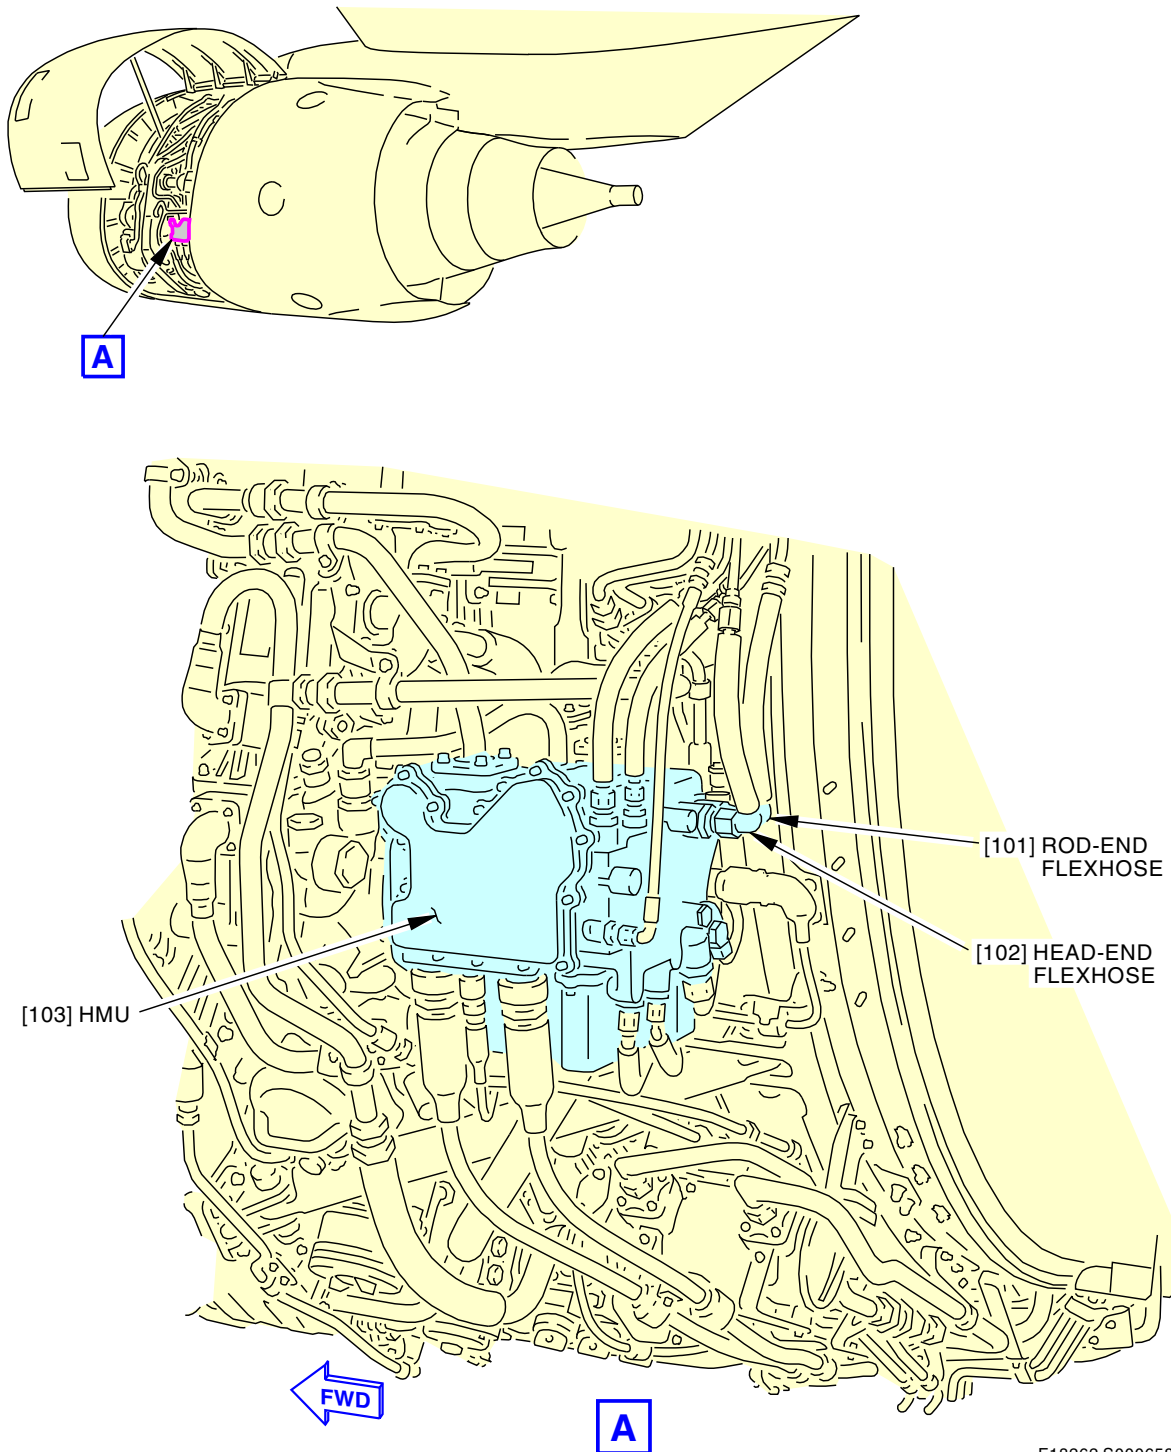 A
[101] ROD-END
FLEXHOSE
[102] HEAD-END
FLEXHOSE
[103] HMU
FWD
A